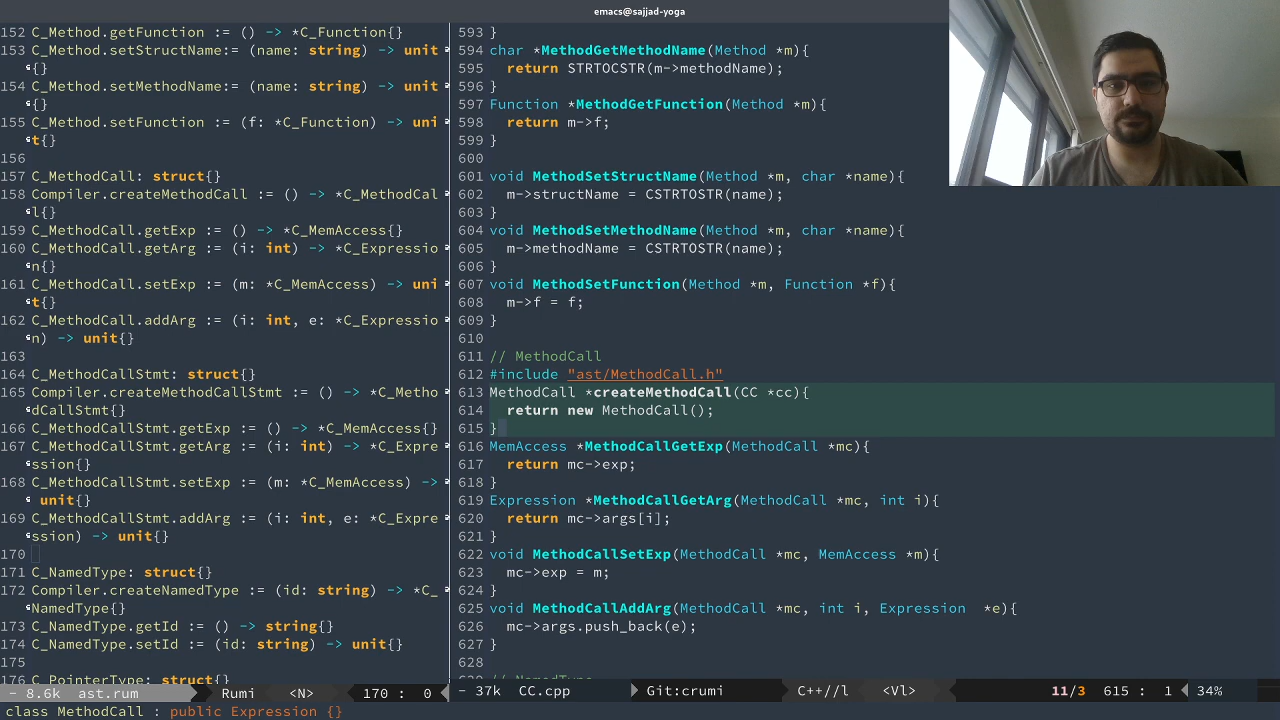 emacs@sajjad-yoga
152 C_Method.getFunction := () -> *C_Function{}
153 C_Method.setStructName:= (name: string) -> unit
{}
154 C_Method.setMethodName:= (name: string) -> unit
{}
155 C_Method.setFunction := (f: *C_Function) -> uni
t{}
156
157 C_MethodCall: struct{}
158 Compiler.createMethodCall := () -> *C_MethodCal
l{}
159 C_MethodCall.getExp := () -> *C_MemAccess{}
160 C_MethodCall.getArg := (i: int) -> *C_Expressio
n{}
161 C_MethodCall.setExp := (m: *C_MemAccess) -> uni
t{}
162 C_MethodCall.addArg := (i: int, e: *C_Expressio
n) -> unit{}
163
164 C_MethodCallStmt: struct{}
165 Compiler.createMethodCallStmt := () -> *C_Metho
dCallStmt{}
166 C_MethodCallStmt.getExp := () -> *C_MemAccess{}
167 C_MethodCallStmt.getArg := (i: int) -> *C_Expre
ssion{}
168 C_MethodCallStmt.setExp := (m: *C_MemAccess) ->
unit{}
169 C_MethodCallStmt.addArg := (i: int, e: *C_Expre
ssion) -> unit{}
170
171 C_NamedType: struct{}
172 Compiler.createNamedType := (id: string) -> *C_
NamedType{}
173 C_NamedType.getId := () -> string{}
174 C_NamedType.setId := (id: string) -> unit{}
175
176 C_PointerType: struct{}
- 8.6k ast.rum Rumi <N> 170 : 0
593 }
594 char *MethodGetMethodName(Method *m){
595 return STRTOCSTR(m->methodName);
596 }
597 Function *MethodGetFunction(Method *m){
598 return m->f;
599 }
600
601 void MethodSetStructName(Method *m, char *name){
602 m->structName = CSTRTOSTR(name);
603 }
604 void MethodSetMethodName(Method *m, char *name){
605 m->methodName = CSTRTOSTR(name);
606 }
607 void MethodSetFunction(Method *m, Function *f){
608 m->f = f;
609 }
610
611 // MethodCall
612 #include "ast/MethodCall.h"
613 MethodCall *createMethodCall(CC *cc){
614 return new MethodCall();
615 }
616 MemAccess *MethodCallGetExp(MethodCall *mc){
617 return mc->exp;
618 }
619 Expression *MethodCallGetArg(MethodCall *mc, int i){
620 return mc->args[i];
621 }
622 void MethodCallSetExp(MethodCall *mc, MemAccess *m){
623 mc->exp = m;
624 }
625 void MethodCallAddArg(MethodCall *mc, int i, Expression  *e){
626 mc->args.push_back(e);
627 }
628
629 // NamedType
- 37k CC.cpp Git:crumi C++//l <Vl> 11/3 615 : 1 34%
class MethodCall : public Expression {}